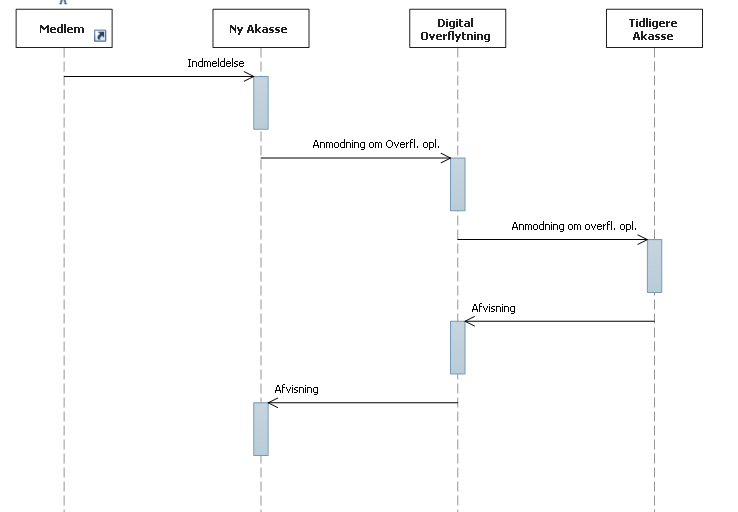 Medlem
Ny Akasse
Digital
Overflytning
Tidligere
Akasse
Indmeldelse
Anmodning om Overfl. opl.
Anmodning om overfl. opl.
Afvisning
Afvisning